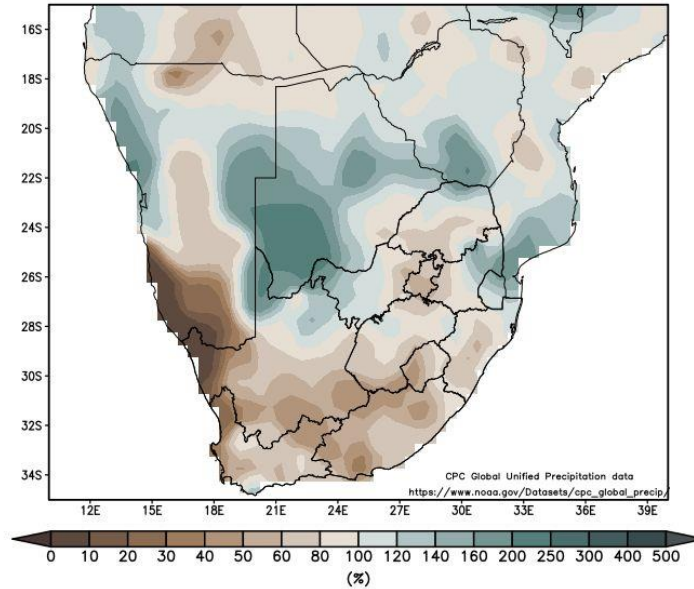 16S
18S
20S
22S
24S
26S
28S
30S
32S
34S
CPC Global Unified Precipitation data
https://www.noaa.gov/Datasets/cpc_global_precip/
12E 15E 18E 21E 24E 27E 30E 33E 36E 39E
0 10 20 30 40 50 60 80 100 120 140 160 200 250 300 400 500
(%)